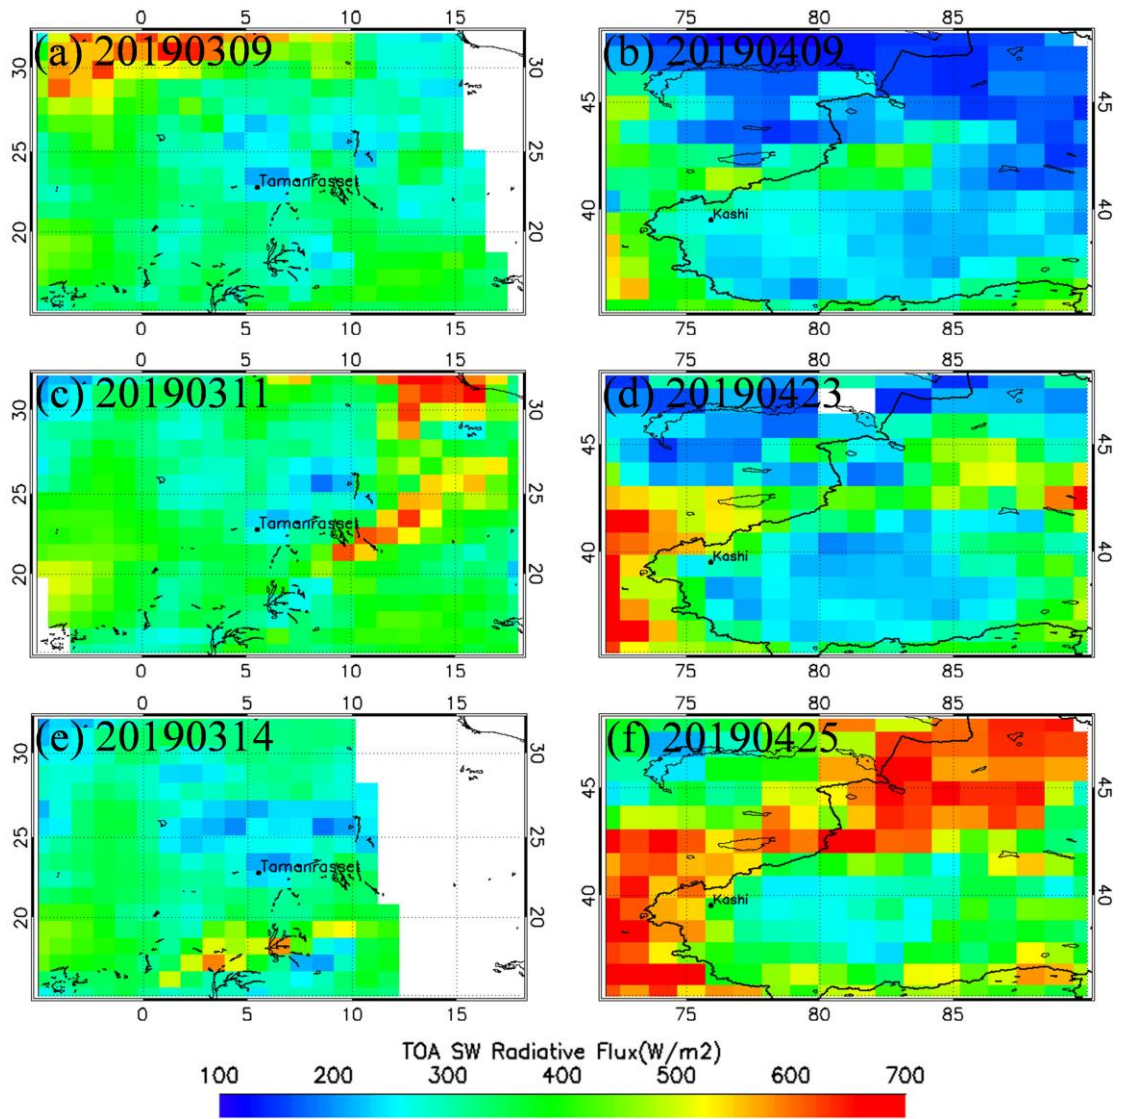 0 5 10 15
75 80 85
(a) 20190309
(b) 20190409
30 25 20
30 25 20
45 40
45 40
Tamanrasset
Kashi
0 5 10 15
75 80 85
0 5 10 15
75 80 85
(c) 20190311
(d) 20190423
30 25 20
30 25 20
45 40
45 40
Tamanrasset
Kashi
0 5 10 15
75 80 85
0 5 10 15
75 80 85
(e) 20190314
(f) 20190425
30 25 20
30 25 20
45 40
45 40
Tamanrasset
Kashi
0 5 10 15
75 80 85
TOA SW Radiative Flux(W/m2)
100 200 300 400 500 600 700